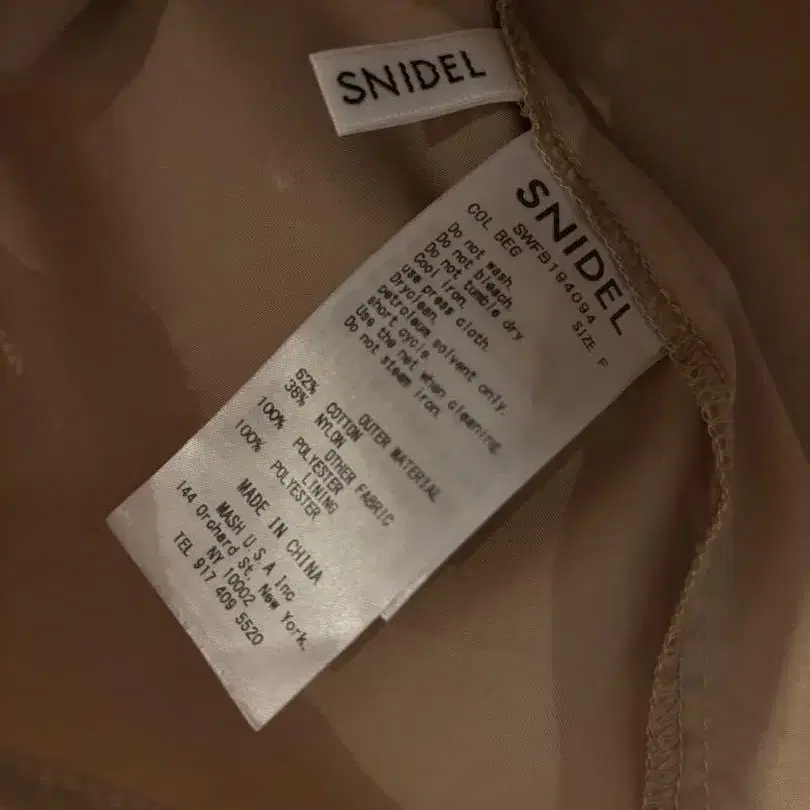 SNIDEL
SNIDEL
SWFB194094 SIZE F
COL BEG
Do not wash.
Do not bleach.
Do not tumble dry
Cool iron.
use press cloth.
Dryclean.
petroleum solvent only.
short cycle.
Use the net when cleaning.
Do not steam iron.
OUTER MATERIAL
62% COTTON
38% NYLON
OTHER FABRIC
100% POLYESTER
LINING
100% POLYESTER
MADE IN CHINA
MASH U.S.A Inc
144 Orchard St. New York.
NY 10002
TEL 917 409 5520